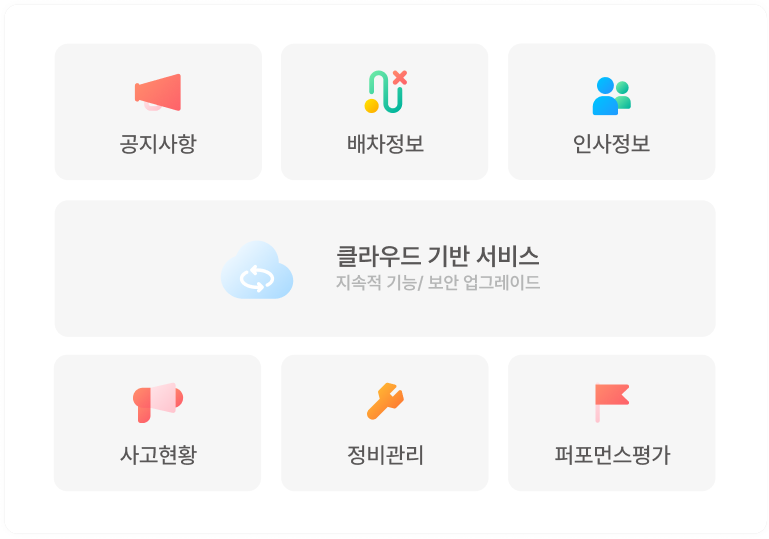 공지사항
배차정보
인사정보
클라우드 기반 서비스
지속적 기능/ 보안 업그레이드
사고현황
정비관리
퍼포먼스평가